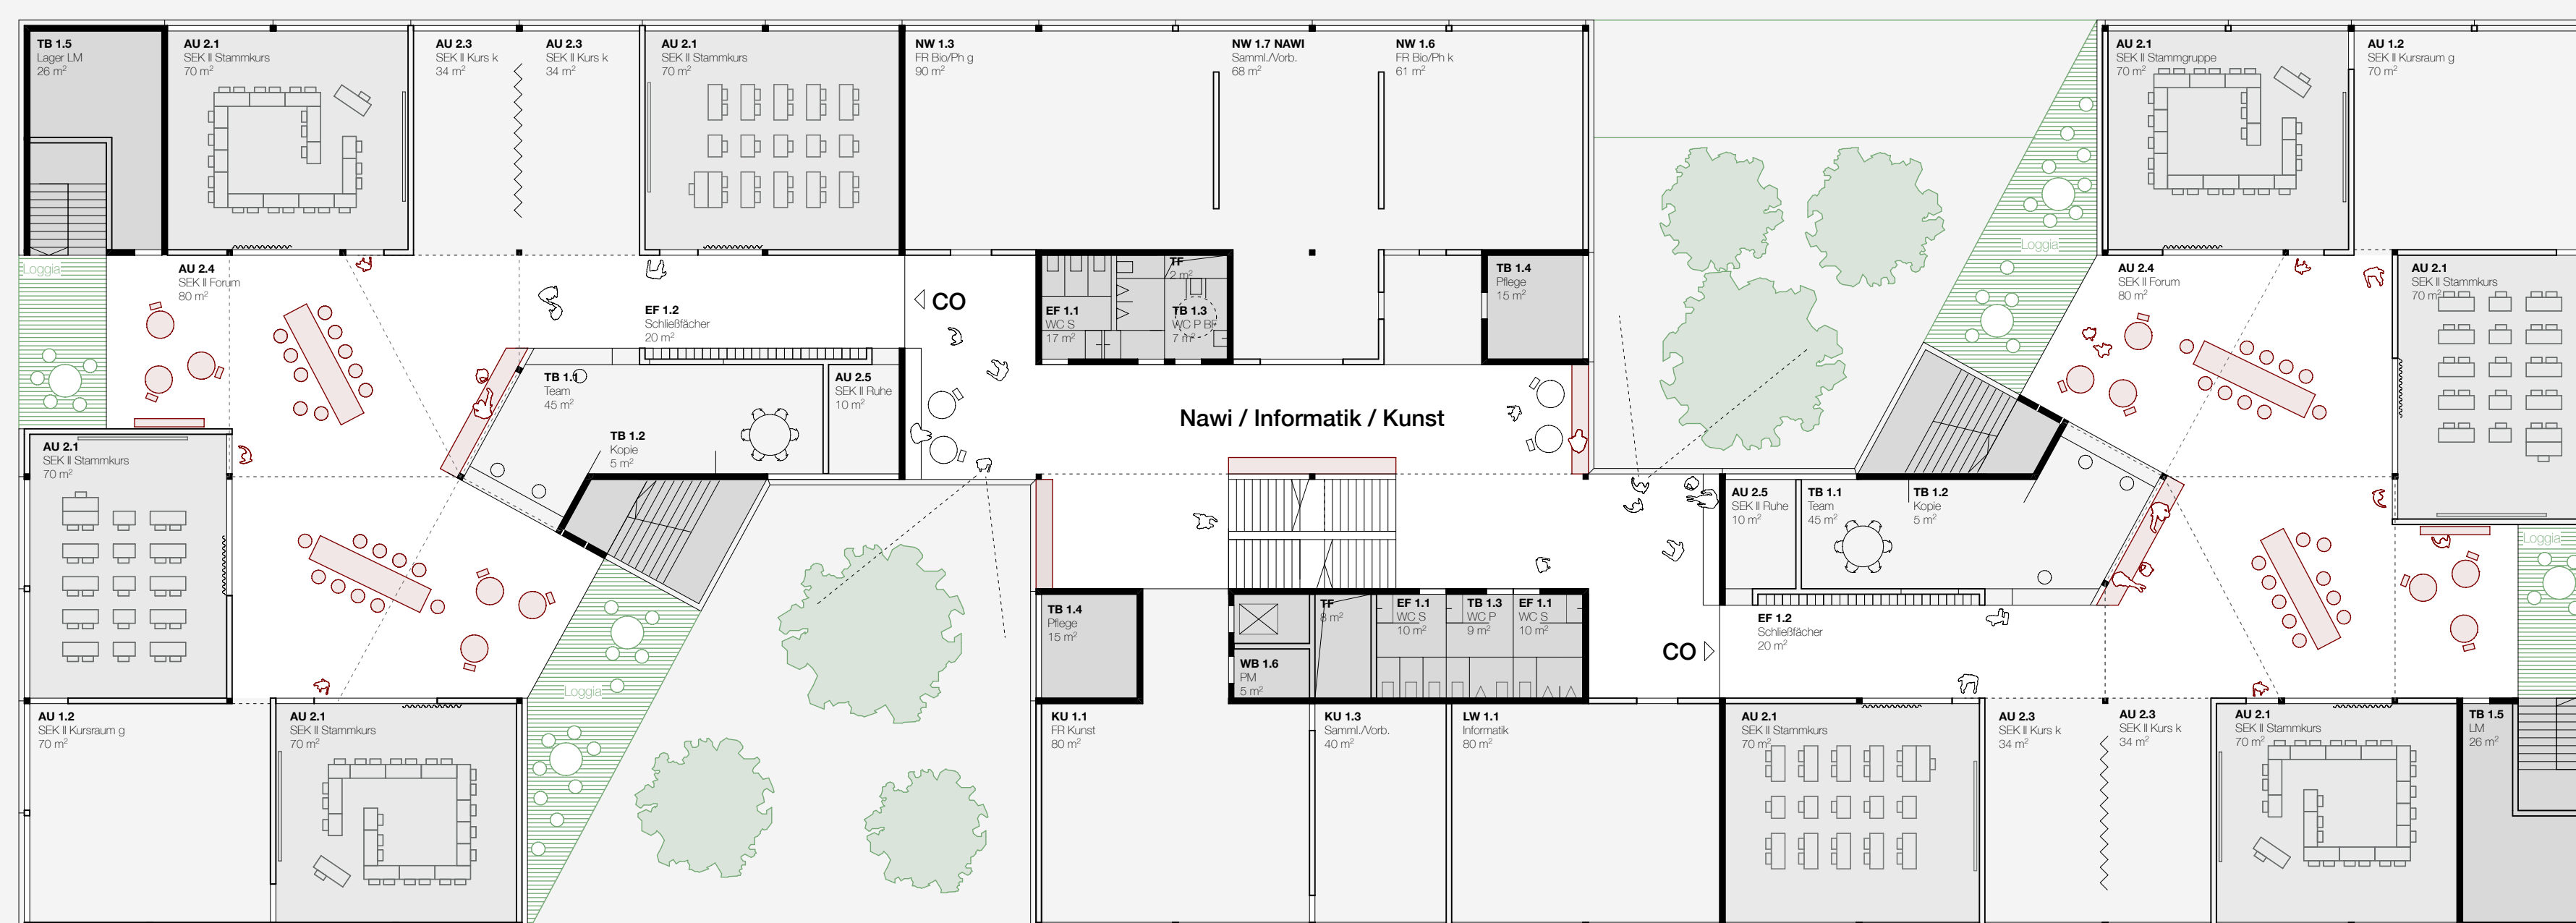 TB 1.5
Lager LM
26 m²
AU 2.1
SEK II Stammkurs
70 m²
AU 2.3
SEK II Kurs k
34 m²
AU 2.3
SEK II Kurs k
34 m²
AU 2.1
SEK II Stammkurs
70 m²
NW 1.3
FR Bio/Ph g
90 m²
NW 1.7 NAWI
Samml./Vorb.
68 m²
NW 1.6
FR Bio/Ph k
61 m²
AU 2.1
SEK II Stammgruppe
70 m²
AU 1.2
SEK II Kursraum g
70 m²
Loggia
AU 2.4
SEK II Forum
80 m²
EF 1.2
Schließfächer
20 m²
CO
EF 1.1
WC S
17 m²
TF
2 m²
TB 1.3
WC P BF
7 m²
TB 1.4
Pflege
15 m²
Loggia
AU 2.4
SEK II Forum
80 m²
AU 2.1
SEK II Stammkurs
70 m²
TB 1.1
Team
45 m²
TB 1.2
Kopie
5 m²
AU 2.5
SEK II Ruhe
10 m²
Nawi / Informatik / Kunst
AU 2.1
SEK II Stammkurs
70 m²
AU 2.5
SEK II Ruhe
10 m²
TB 1.1
Team
45 m²
TB 1.2
Kopie
5 m²
Loggia
Loggia
TB 1.4
Pflege
15 m²
WB 1.6
PM
5 m²
TF
8 m²
EF 1.1
WC S
10 m²
TB 1.3
WC P
9 m²
EF 1.1
WC S
10 m²
CO
EF 1.2
Schließfächer
20 m²
AU 1.2
SEK II Kursraum g
70 m²
AU 2.1
SEK II Stammkurs
70 m²
KU 1.1
FR Kunst
80 m²
KU 1.3
Samml./Vorb.
40 m²
LW 1.1
Informatik
80 m²
AU 2.1
SEK II Stammkurs
70 m²
AU 2.3
SEK II Kurs k
34 m²
AU 2.3
SEK II Kurs k
34 m²
AU 2.1
SEK II Stammkurs
70 m²
TB 1.5
LM
26 m²